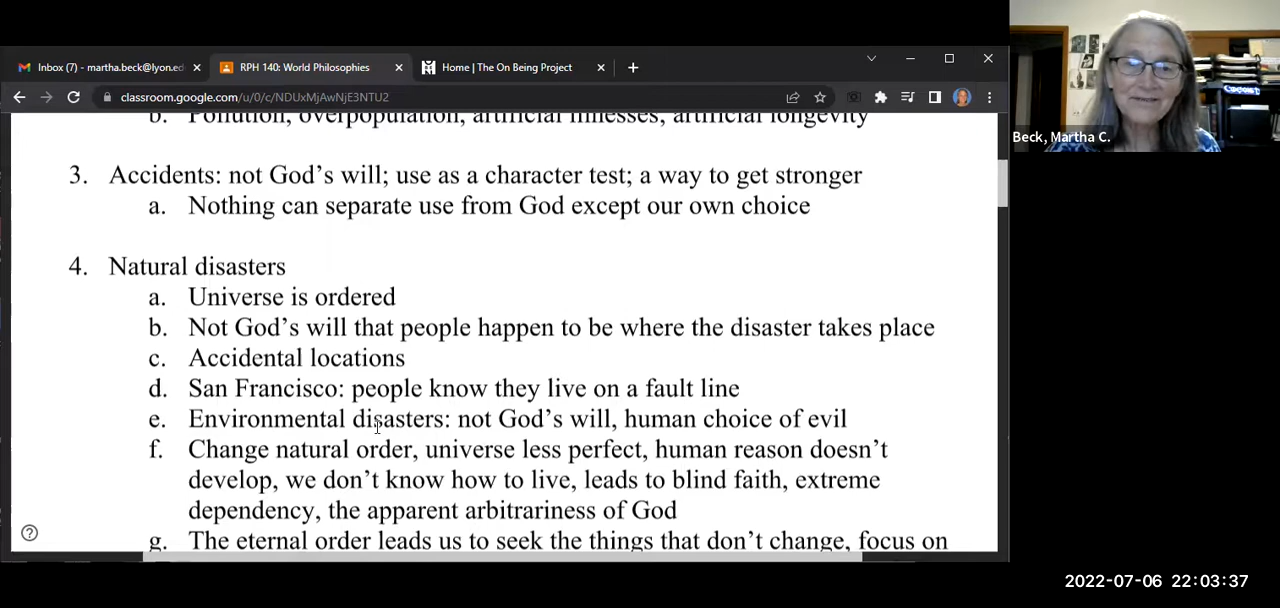 Inbox (7) - martha.beck@lyon.ed
RPH 140: World Philosophies
Home | The On Being Project
classroom.google.com/u/0/c/NDUxMjAwNjE3NTU2
Beck, Martha C.
b. Pollution, overpopulation, artificial illnesses, artificial longevity
3. Accidents: not God's will; use as a character test; a way to get stronger
a. Nothing can separate use from God except our own choice
4. Natural disasters
a. Universe is ordered
b. Not God's will that people happen to be where the disaster takes place
c. Accidental locations
d. San Francisco: people know they live on a fault line
e. Environmental disasters: not God's will, human choice of evil
f. Change natural order, universe less perfect, human reason doesn't
develop, we don't know how to live, leads to blind faith, extreme
dependency, the apparent arbitrariness of God
g. The eternal order leads us to seek the things that don't change, focus on
2022-07-06 22:03:37